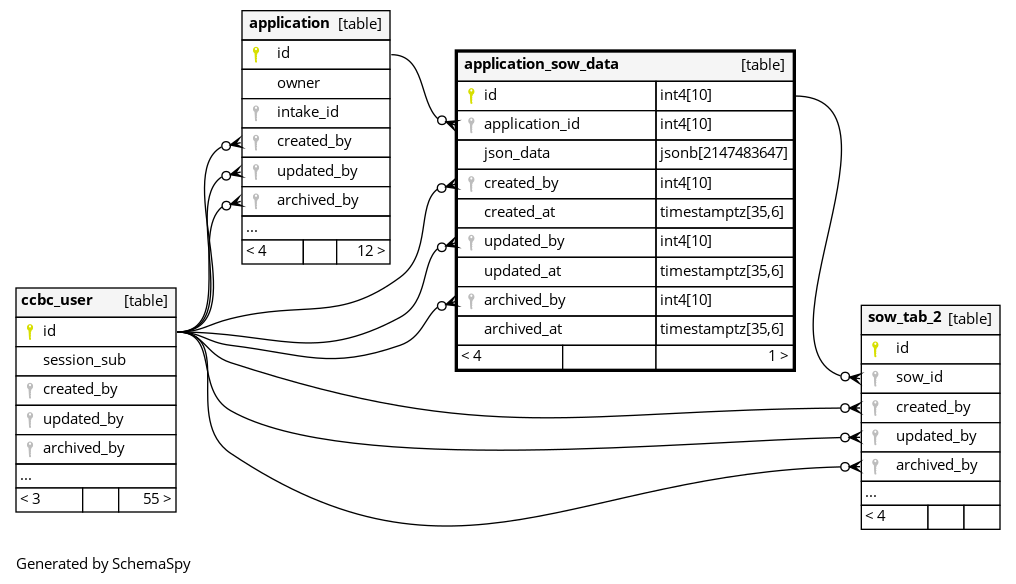 application [table]
id
owner
intake_id
created_by
updated_by
archived_by
...
< 4 12 >
application_sow_data [table]
id int4[10]
application_id int4[10]
json_data jsonb[2147483647]
created_by int4[10]
created_at timestamptz[35,6]
updated_by int4[10]
updated_at timestamptz[35,6]
archived_by int4[10]
archived_at timestamptz[35,6]
< 4 1 >
ccbc_user [table]
id
session_sub
created_by
updated_by
archived_by
...
< 3 55 >
sow_tab_2 [table]
id
sow_id
created_by
updated_by
archived_by
...
< 4
Generated by SchemaSpy